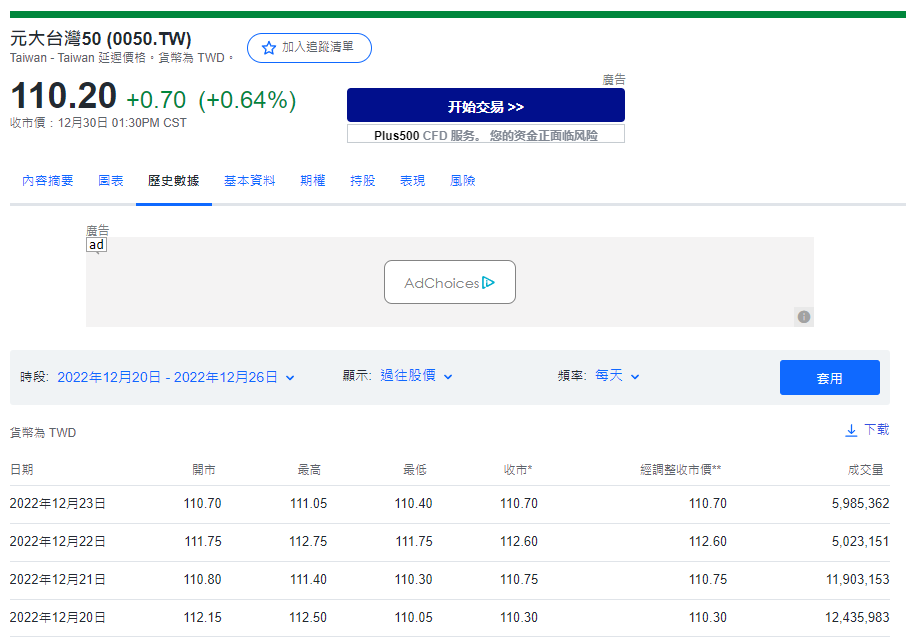 元大台灣50 (0050.TW)
加入追蹤清單
Taiwan - Taiwan 延遲價格。貨幣為 TWD。
110.20 +0.70 (+0.64%)
收市價：12月30日 01:30PM CST
廣告
开始交易 >>
Plus500 CFD 服务。 您的资金正面临风险
內容摘要 圖表 歷史數據 基本資料 期權 持股 表現 風險
廣告
ad
AdChoices
時段: 2022年12月20日 - 2022年12月26日 顯示: 過往股價 頻率: 每天 套用
貨幣為 TWD 下載
日期 開市 最高 最低 收市* 經調整收市價** 成交量
2022年12月23日 110.70 111.05 110.40 110.70 110.70 5,985,362
2022年12月22日 111.75 112.75 111.75 112.60 112.60 5,023,151
2022年12月21日 110.80 111.40 110.30 110.75 110.75 11,903,153
2022年12月20日 112.15 112.50 110.05 110.30 110.30 12,435,983